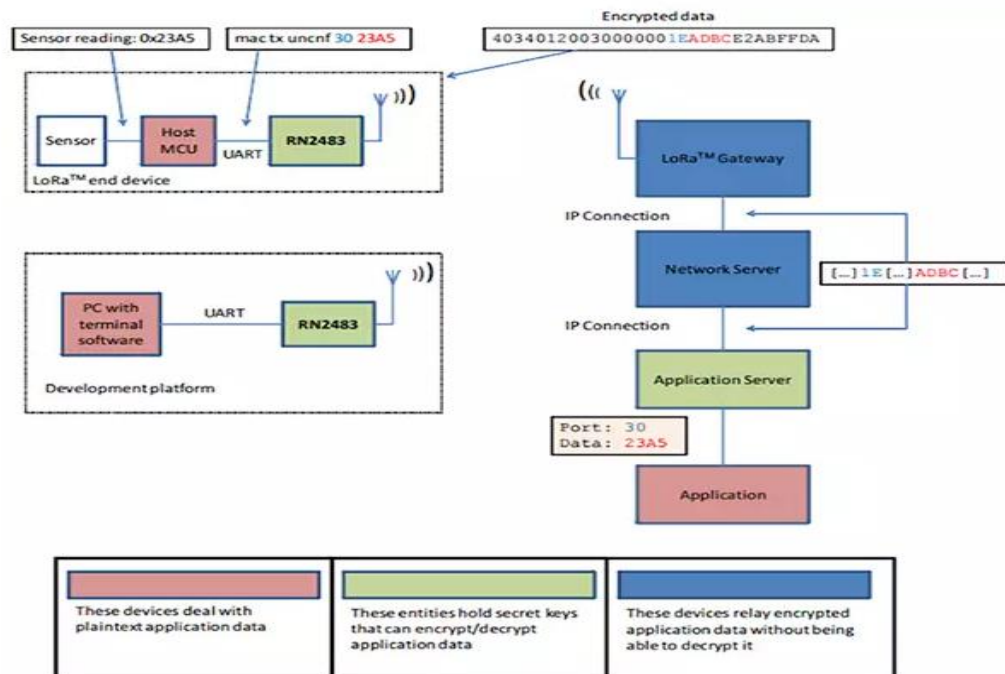 Encrypted data
Sensor reading: 0x23A5
mac tx uncnf 30 23A5
40340120030000001EADBCE2ABFFDA
Sensor
Host
MCU
UART
RN2483
LoRa™ end device
PC with
terminal
software
UART
RN2483
Development platform
LoRa™ Gateway
IP Connection
Network Server
[…]1E[…]ADBC[…]
IP Connection
Application Server
Port: 30
Data: 23A5
Application
These devices deal with
plaintext application data
These entities hold secret keys
that can encrypt/decrypt
application data
These devices relay encrypted
application data without being
able to decrypt it